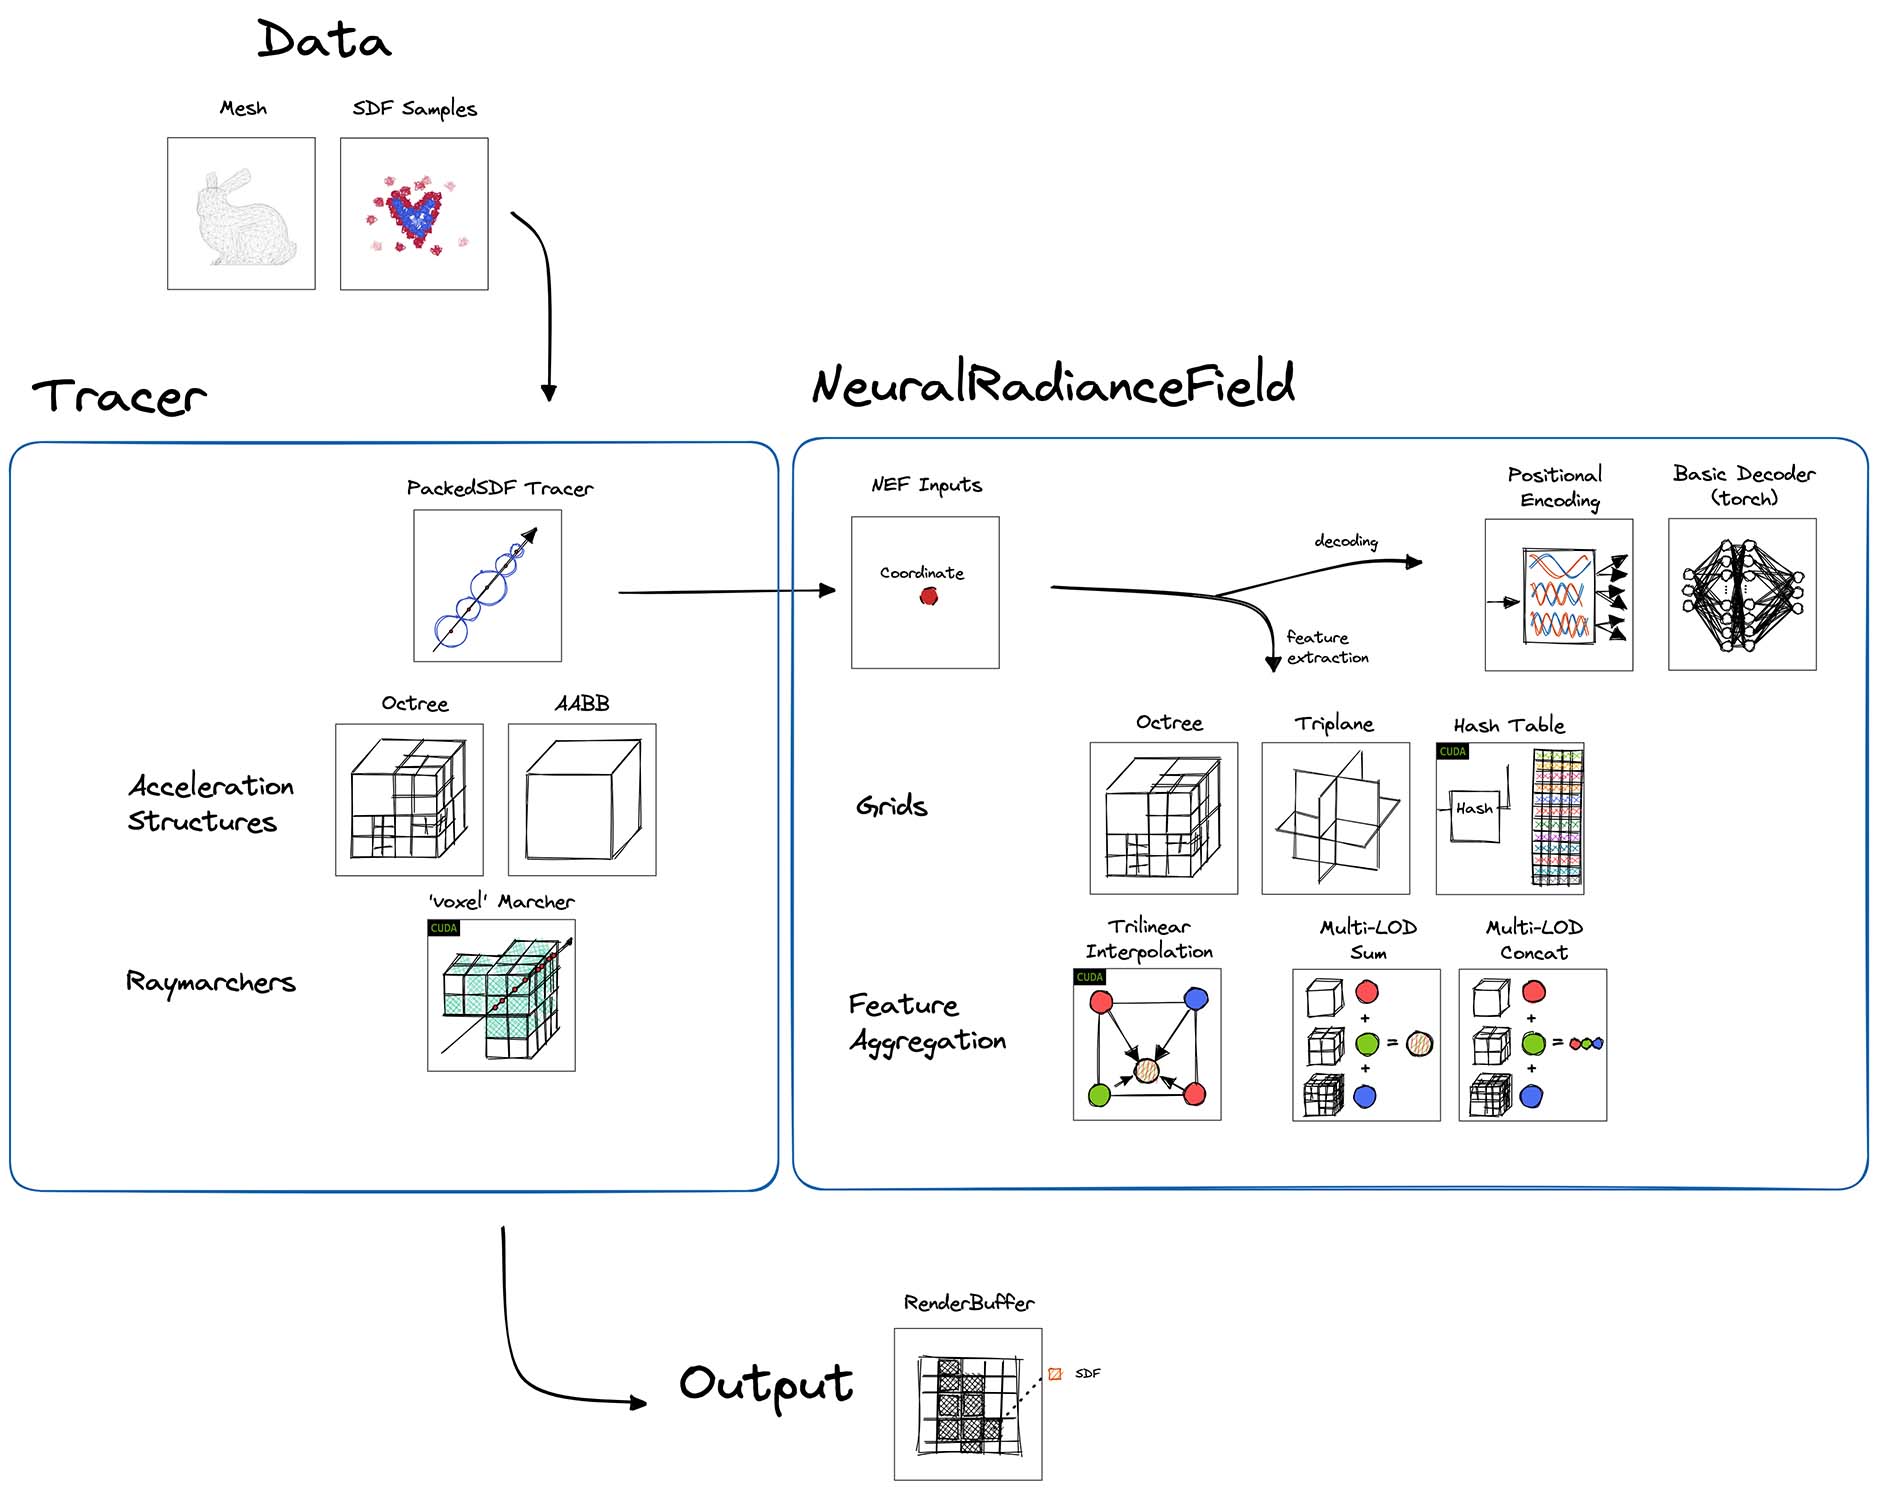 Data
Mesh
SDF Samples
Tracer
NeuralRadianceField
PackedSDF Tracer
Octree
AABB
Acceleration
Structures
'voxel' Marcher
CUDA
Raymarchers
NEF Inputs
Coordinate
decoding
feature
extraction
Positional
Encoding
Basic Decoder
(torch)
Grids
Octree
Triplane
Hash Table
CUDA
Hash
Feature
Aggregation
Trilinear
Interpolation
CUDA
Multi-LOD
Sum
+
=
+
Multi-LOD
Concat
+
=
+
Output
RenderBuffer
SDF